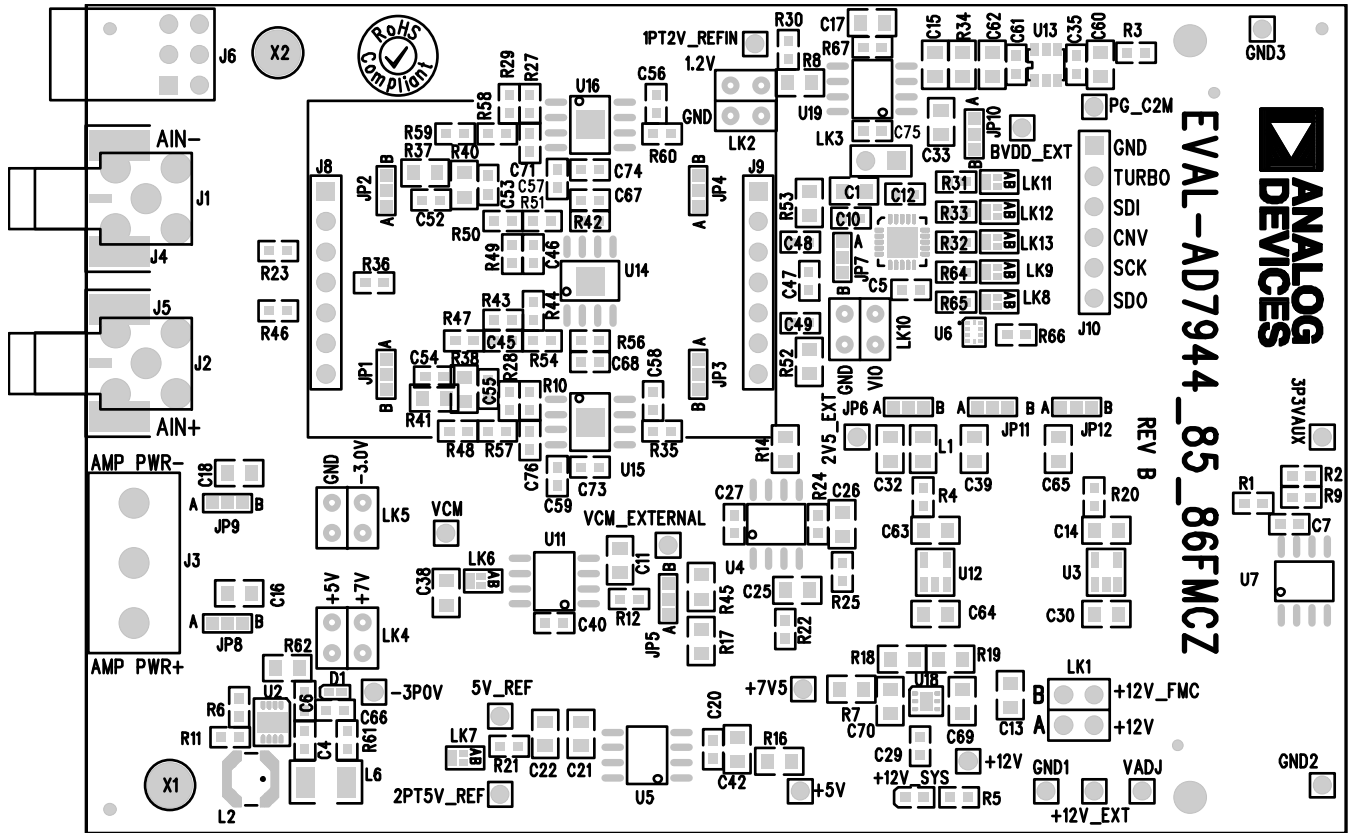 J6
X2
RoHS
Compliant
1PT2V_REFIN
R30
C17
R67
C15
R34
C62
C61
U13
C35
C60
R3
GND3
R29
R27
U16
C56
1.2V
R8
GND
U19
PG_C2M
LK2
LK3
C75
C33
A
JP10
B
BVDD_EXT
AIN-
R58
R59
R37
R40
R60
J1
J8
B
JP2
A
C71
C53
C57
C74
C67
B
JP4
A
J9
R53
C1
C12
R31
AB
LK11
GND
TURBO
SDI
CNV
SCK
SDO
J4
C52
R50
R51
R42
C10
R33
AB
LK12
R23
R49
C46
C48
A
JP7
B
R32
AB
LK13
R36
U14
C47
C5
R64
AB
LK9
J5
R46
R43
R44
R65
AB
LK8
J10
R47
C45
R54
R56
C49
LK10
U6
R66
J2
A
JP1
B
C54
R38
C55
R28
C68
C58
A
JP3
B
R52
GND
VIO
R41
R10
AIN+
R48
R57
R35
R14
2V5_EXT
JP6
A
B
A
B
JP11
A
B
JP12
3P3VAUX
EVAL-AD7944_85_86FMCZ
REV B
ANALOG
DEVICES
AMP PWR-
C18
GND
-3.0V
C76
U15
C73
C59
C32
L1
C39
C65
R2
R9
R1
C7
A
B
JP9
LK5
VCM
VCM_EXTERNAL
C27
R24
C26
R4
C63
R20
C14
J3
U11
C11
U4
U12
U3
U7
C38
LK6
AB
B
JP5
A
R45
C25
R25
C16
+5V
+7V
R12
C64
C30
A
B
JP8
LK4
C40
R17
R22
AMP PWR+
R62
R18
R19
U18
LK1
U2
D1
C6
-3P0V
5V_REF
+7V5
B
+12V_FMC
R6
C66
R7
C13
A
+12V
R11
C4
R61
LK7
AB
R21
C22
C21
C20
C70
C69
C42
R16
C29
+12V
X1
L6
+12V_SYS
GND1
VADJ
GND2
L2
2PT5V_REF
U5
+5V
R5
+12V_EXT